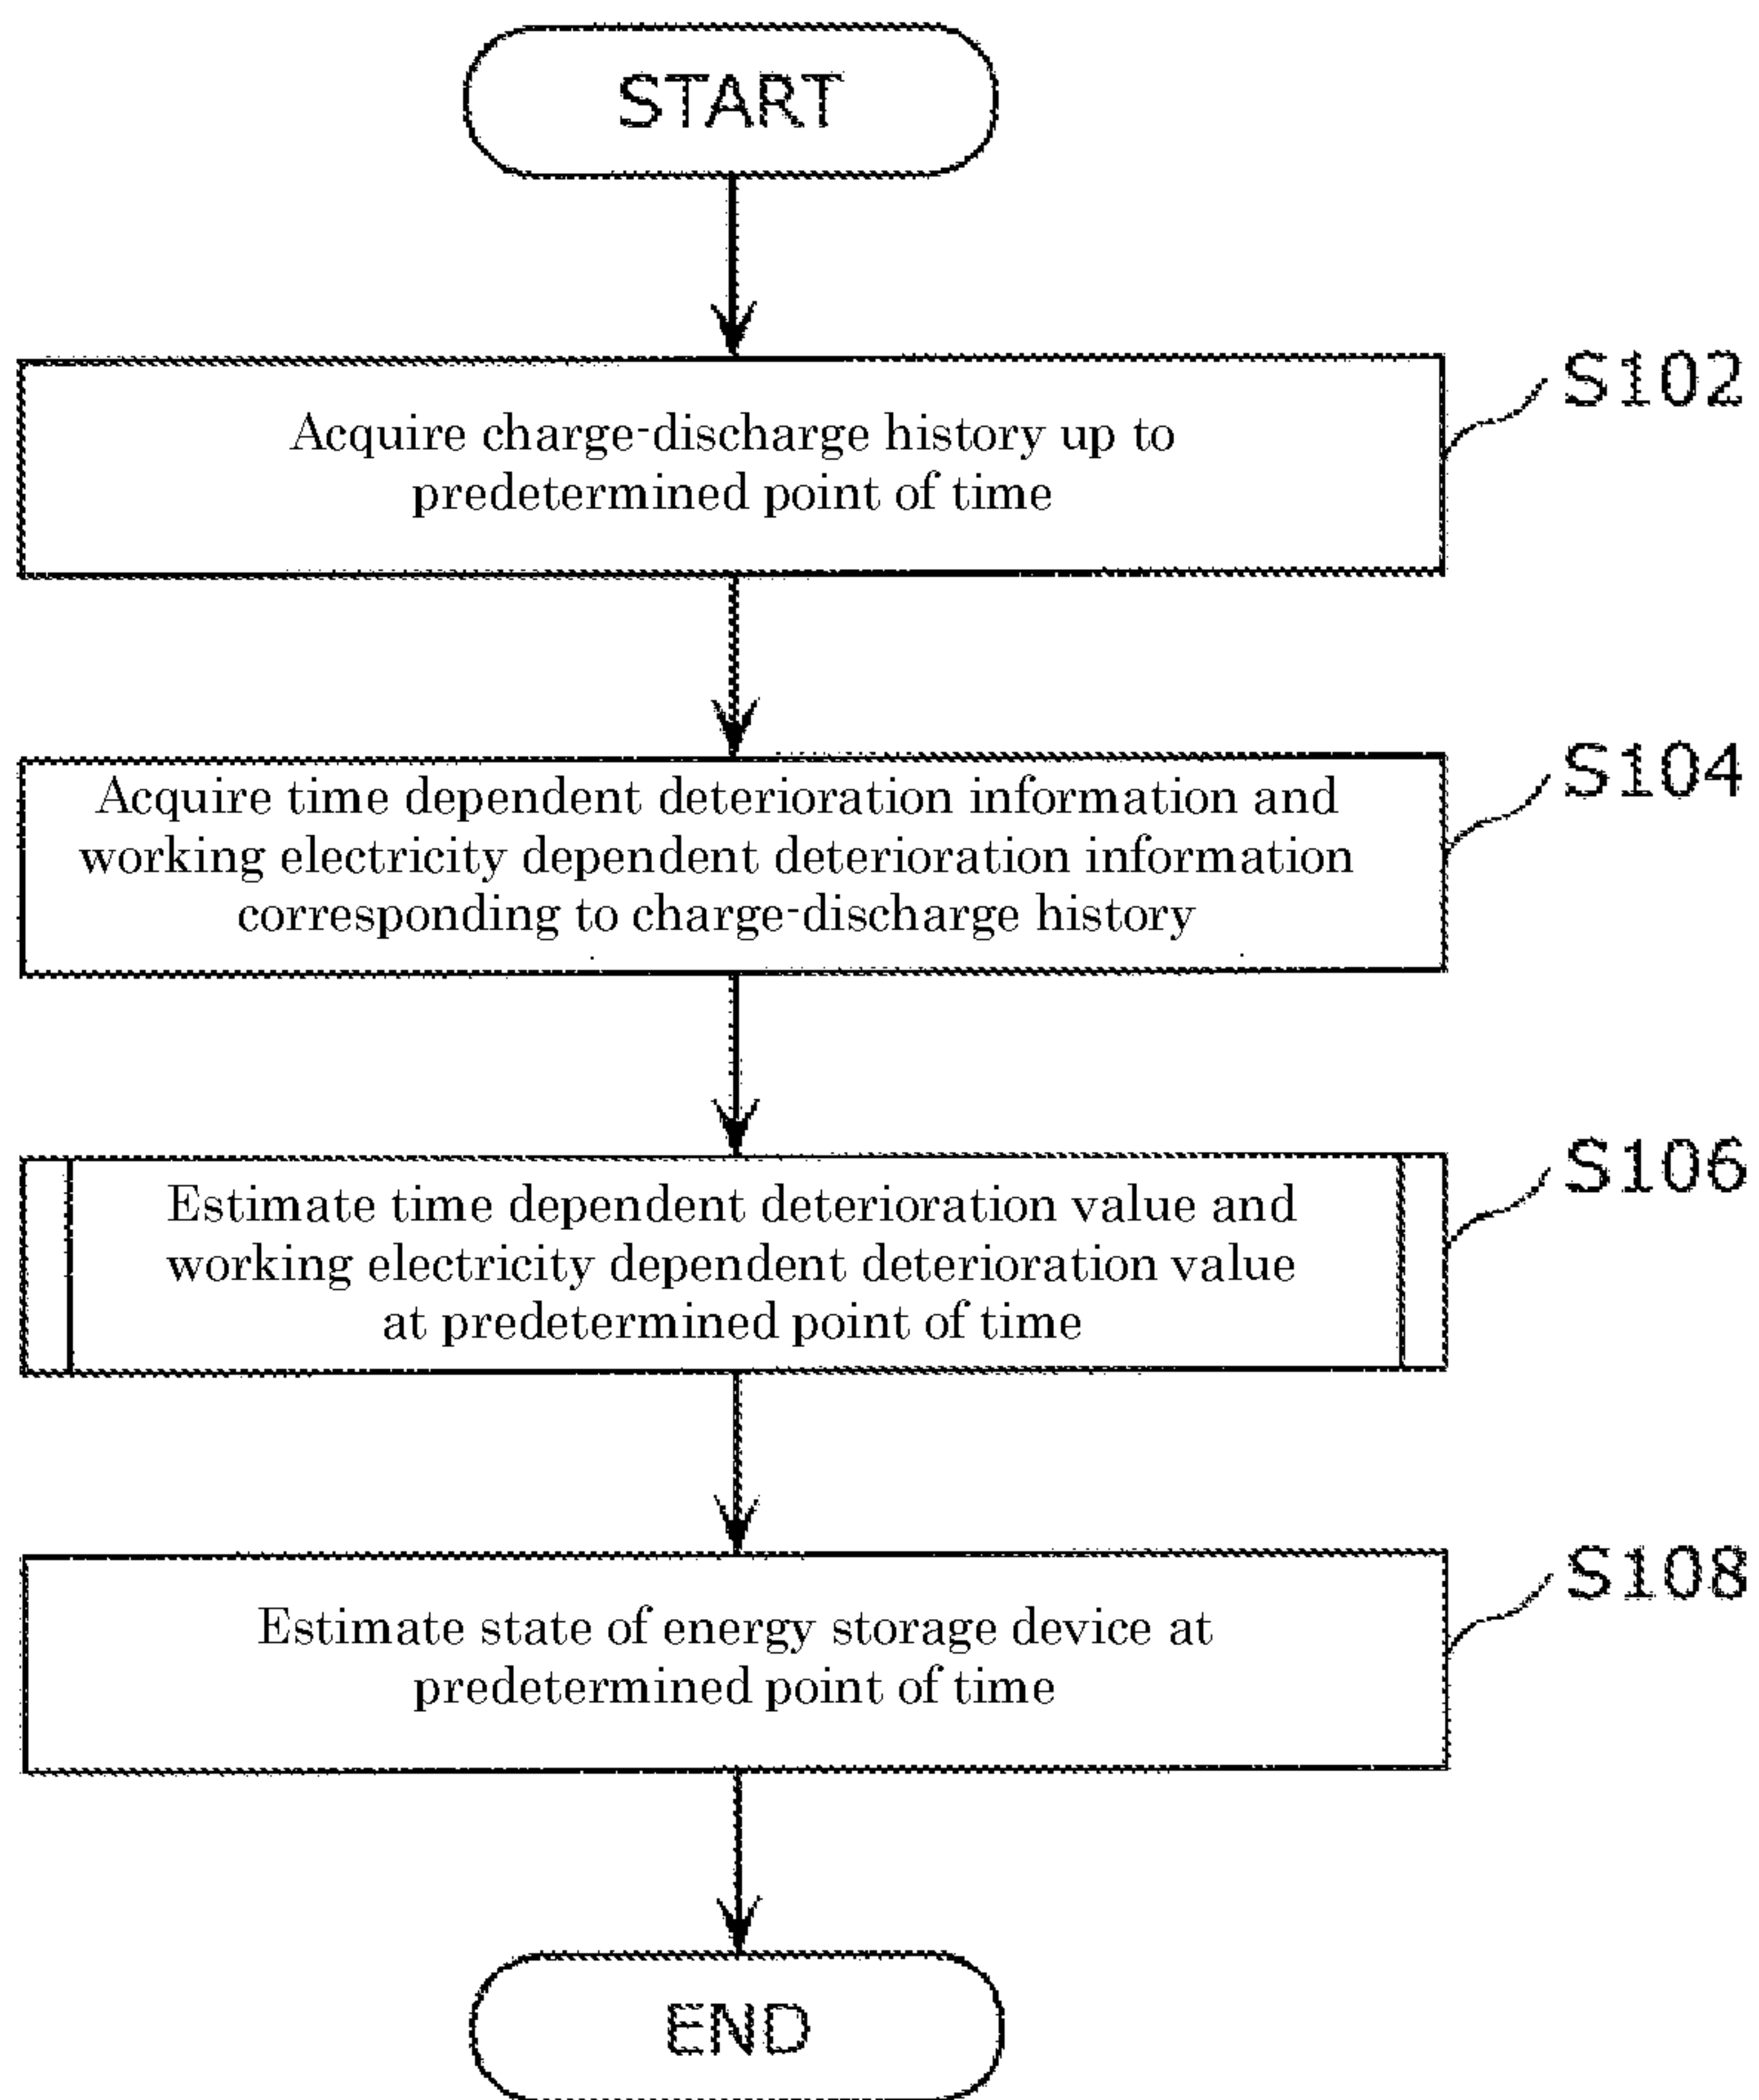 START
Acquire charge-discharge history up to
predetermined point of time
S102
Acquire time dependent deterioration information and
working electricity dependent deterioration information
corresponding to charge-discharge history
S104
Estimate time dependent deterioration value and
working electricity dependent deterioration value
at predetermined point of time
S106
Estimate state of energy storage device at
predetermined point of time
S108
END